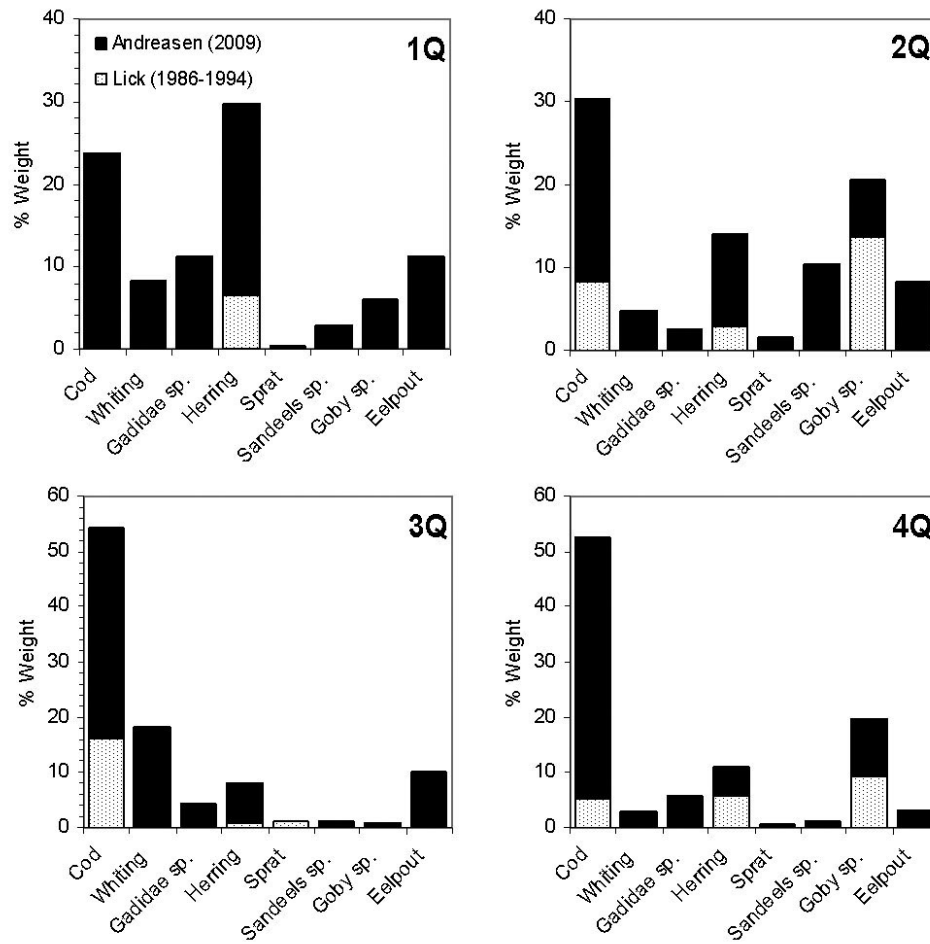 40
30
20
10
0
% Weight
Andreasen (2009)
Lick (1986-1994)
1Q
Cod
Whiting
Gadidae sp.
Herring
Sprat
Sandeels sp.
Goby sp.
Eelpout
40
30
20
10
0
% Weight
2Q
Cod
Whiting
Gadidae sp.
Herring
Sprat
Sandeels sp.
Goby sp.
Eelpout
60
50
40
30
20
10
0
% Weight
3Q
Cod
Whiting
Gadidae sp.
Herring
Sprat
Sandeels sp.
Goby sp.
Eelpout
60
50
40
30
20
10
0
% Weight
4Q
Cod
Whiting
Gadidae sp.
Herring
Sprat
Sandeels sp.
Goby sp.
Eelpout